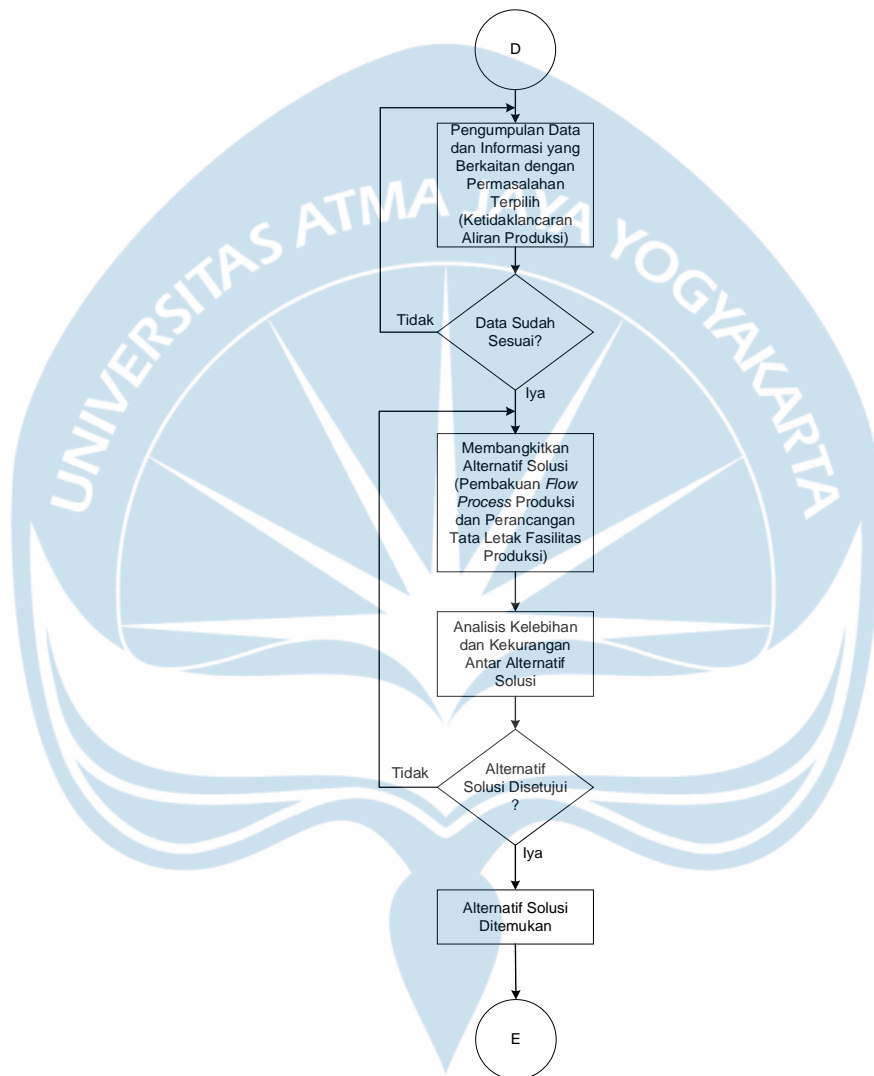 D
Pengumpulan Data
dan Informasi yang
Berkaitan dengan
Permasalahan
Terpilih
(Ketidaklancaran
Aliran Produksi)
Tidak
Data Sudah
Sesuai?
Iya
Membangkitkan
Alternatif Solusi
(Pembakuan Flow
Process Produksi
dan Perancangan
Tata Letak Fasilitas
Produksi)
Analisis Kelebihan
dan Kekurangan
Antar Alternatif
Solusi
Tidak
Alternatif
Solusi Disetujui
?
Iya
Alternatif Solusi
Ditemukan
E
UNIVERSITAS ATMA JAYA YOGYAKARTA